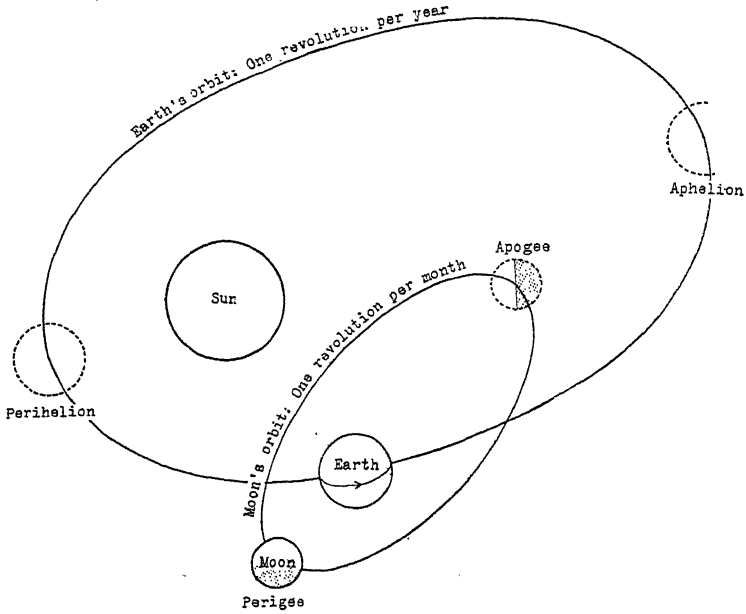 Earth's orbit: One revolution per year
Aphelion
Apogee
Sun
Moon's orbit: One revolution per month
Perihelion
Earth
Moon
Perigee